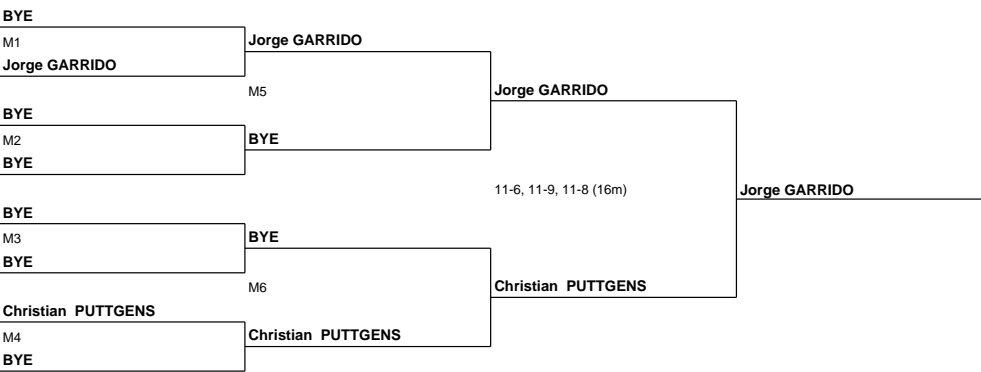 BYE
M1
Jorge GARRIDO
Jorge GARRIDO
M5
BYE
M2
BYE
BYE
Jorge GARRIDO
11-6, 11-9, 11-8 (16m)
Jorge GARRIDO
BYE
M3
BYE
BYE
M6
Christian PUTTGENS
M4
BYE
Christian PUTTGENS
Christian PUTTGENS